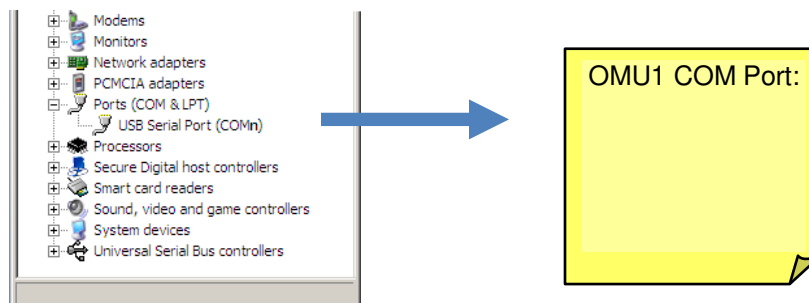 Modems
Monitors
Network adapters
PCMCIA adapters
Ports (COM & LPT)
USB Serial Port (COMn)
Processors
Secure Digital host controllers
Smart card readers
Sound, video and game controllers
System devices
Universal Serial Bus controllers
OMU1 COM Port: